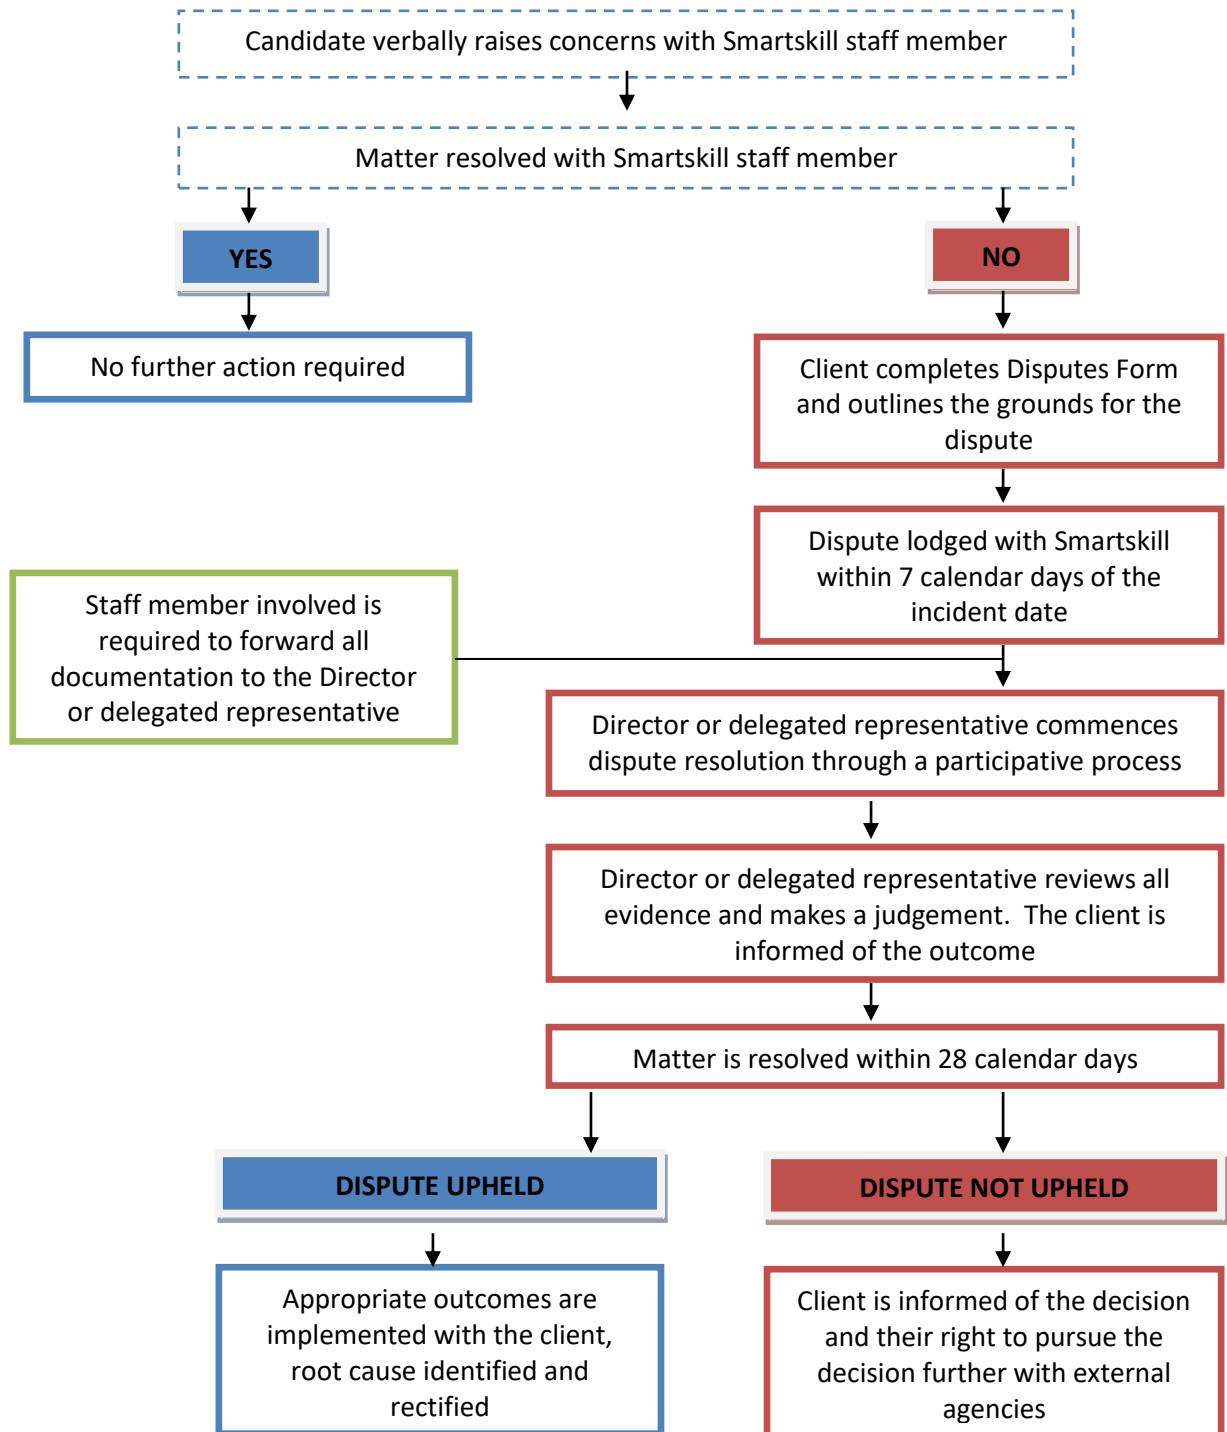 Candidate verbally raises concerns with Smartskill staff member
Matter resolved with Smartskill staff member
YES
NO
No further action required
Client completes Disputes Form
and outlines the grounds for the
dispute
Dispute lodged with Smartskill
within 7 calendar days of the
incident date
Staff member involved is
required to forward all
documentation to the Director
or delegated representative
Director or delegated representative commences
dispute resolution through a participative process
Director or delegated representative reviews all
evidence and makes a judgement.  The client is
informed of the outcome
Matter is resolved within 28 calendar days
DISPUTE UPHELD
DISPUTE NOT UPHELD
Appropriate outcomes are
implemented with the client,
root cause identified and
rectified
Client is informed of the decision
and their right to pursue the
decision further with external
agencies